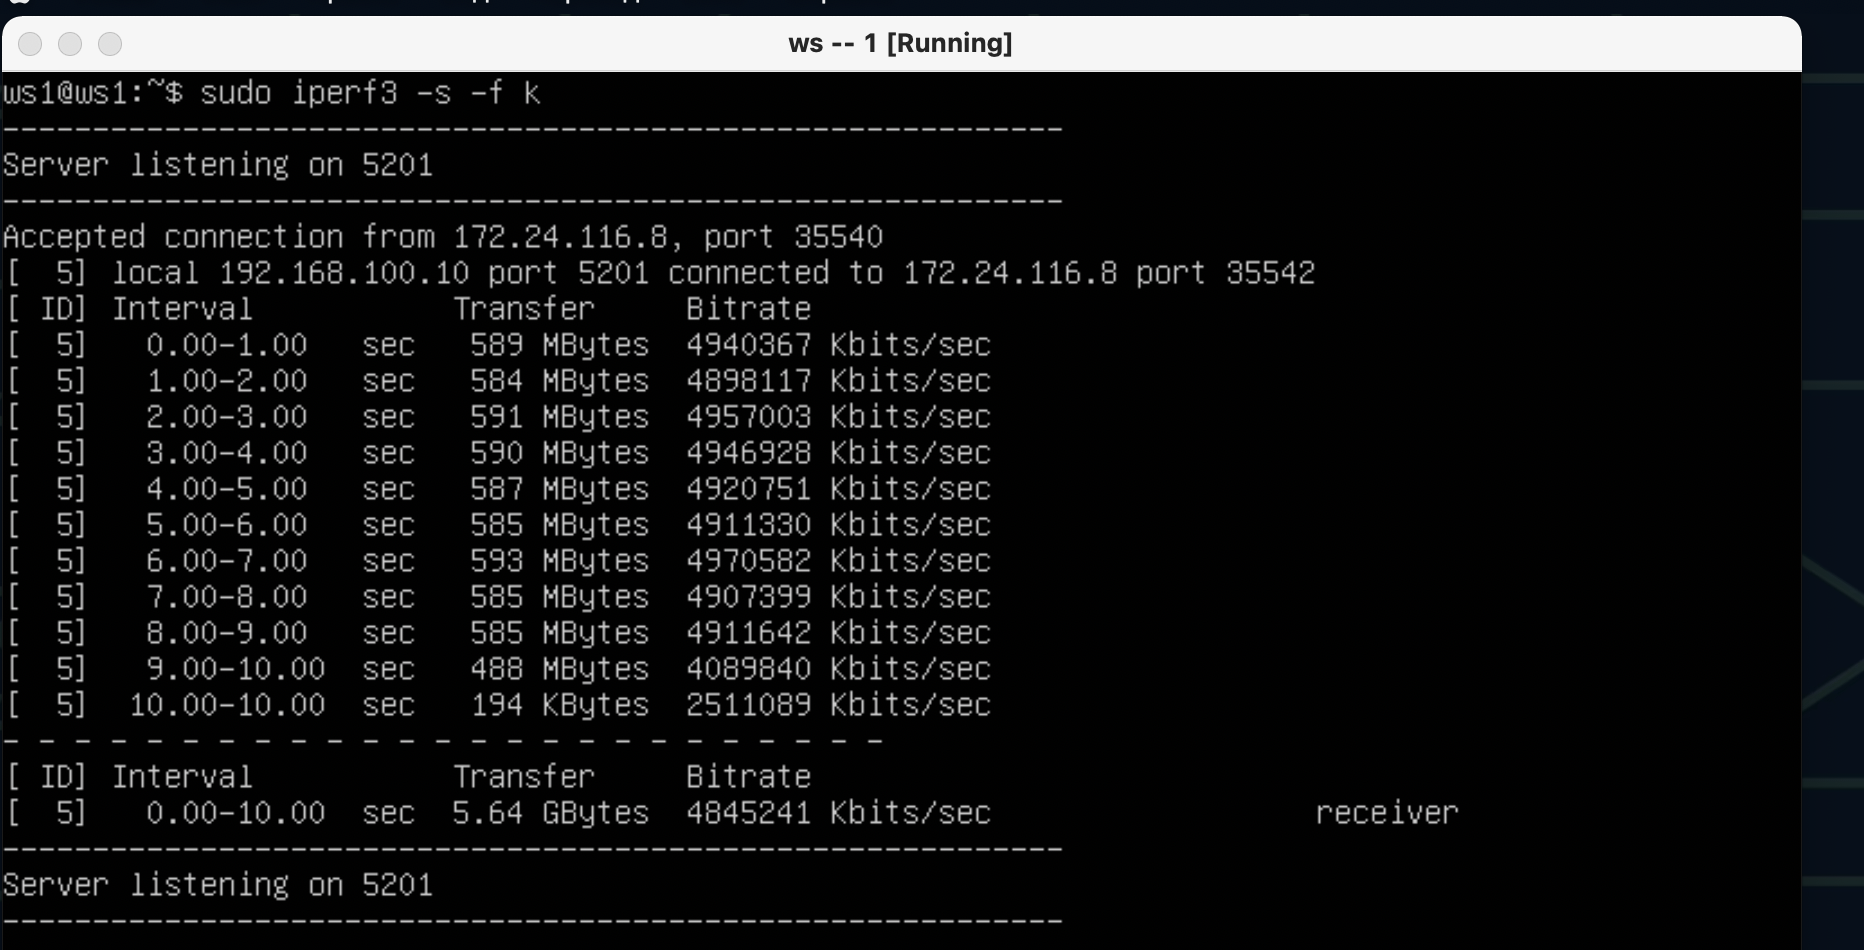 ws -- 1 [Running]
ws1@ws1:~$ sudo iperf3 -s -f k
-----------------------------------------------------------
Server listening on 5201
-----------------------------------------------------------
Accepted connection from 172.24.116.8, port 35540
[  5] local 192.168.100.10 port 5201 connected to 172.24.116.8 port 35542
[ ID] Interval           Transfer     Bitrate
[  5]   0.00-1.00   sec   589 MBytes  4940367 Kbits/sec
[  5]   1.00-2.00   sec   584 MBytes  4898117 Kbits/sec
[  5]   2.00-3.00   sec   591 MBytes  4957003 Kbits/sec
[  5]   3.00-4.00   sec   590 MBytes  4946928 Kbits/sec
[  5]   4.00-5.00   sec   587 MBytes  4920751 Kbits/sec
[  5]   5.00-6.00   sec   585 MBytes  4911330 Kbits/sec
[  5]   6.00-7.00   sec   593 MBytes  4970582 Kbits/sec
[  5]   7.00-8.00   sec   585 MBytes  4907399 Kbits/sec
[  5]   8.00-9.00   sec   585 MBytes  4911642 Kbits/sec
[  5]   9.00-10.00  sec   488 MBytes  4089840 Kbits/sec
[  5]  10.00-10.00  sec   194 KBytes  2511089 Kbits/sec
- - - - - - - - - - - - - - - - - - - - - - - - -
[ ID] Interval           Transfer     Bitrate
[  5]   0.00-10.00  sec  5.64 GBytes  4845241 Kbits/sec                  receiver
-----------------------------------------------------------
Server listening on 5201
-----------------------------------------------------------